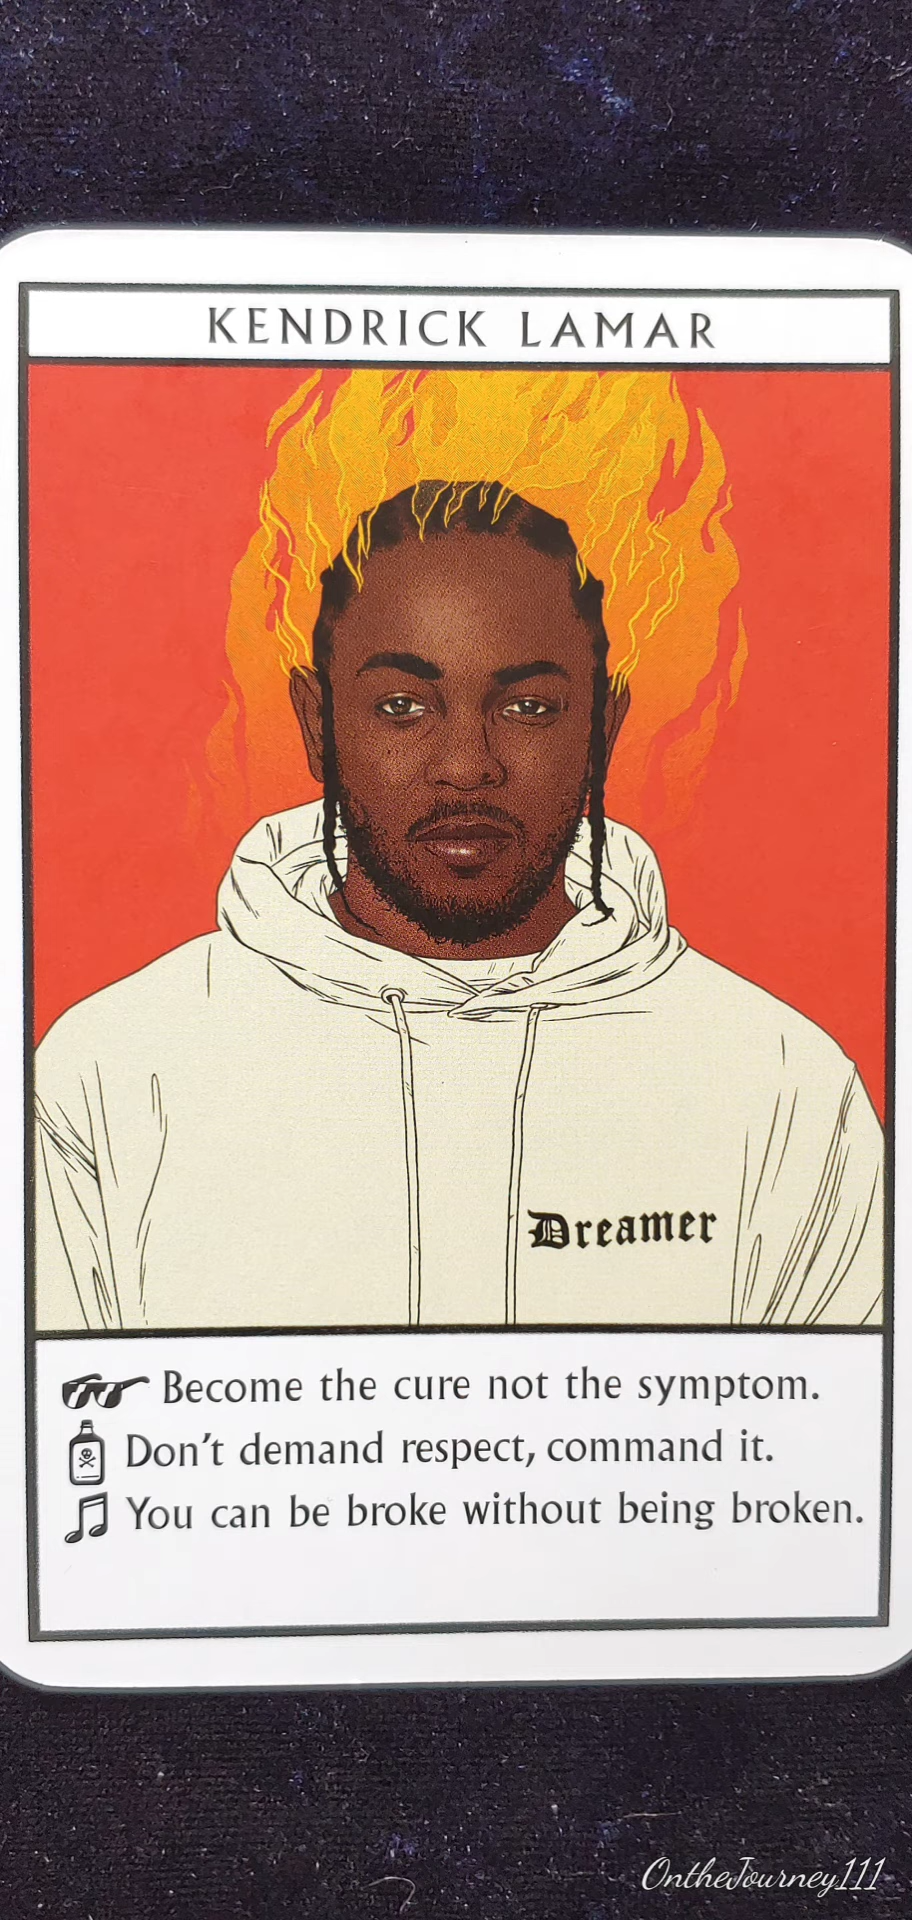 KENDRICK LAMAR
Dreamer
Become the cure not the symptom.
Don't demand respect, command it.
You can be broke without being broken.
OntheJourney111